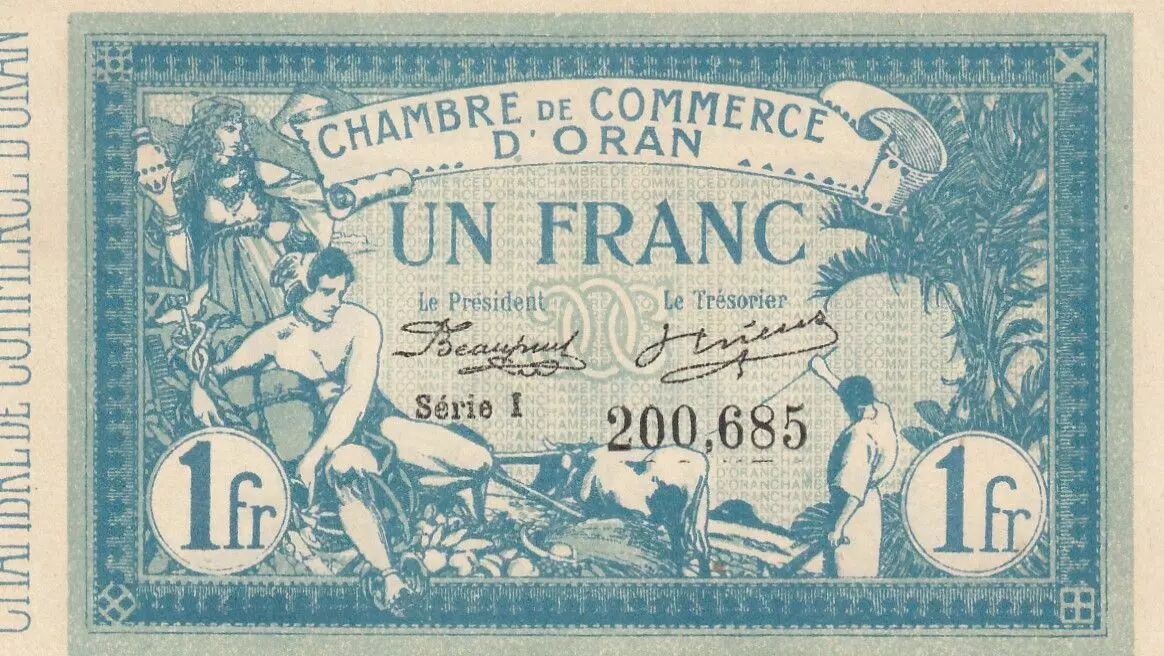 CHAMBRE DE COMMERCE
D'ORAN
UN FRANC
Le Président Le Trésorier
Série I 200,685
1fr 1fr
CHAMBRE DE COMMERCE D'ORAN